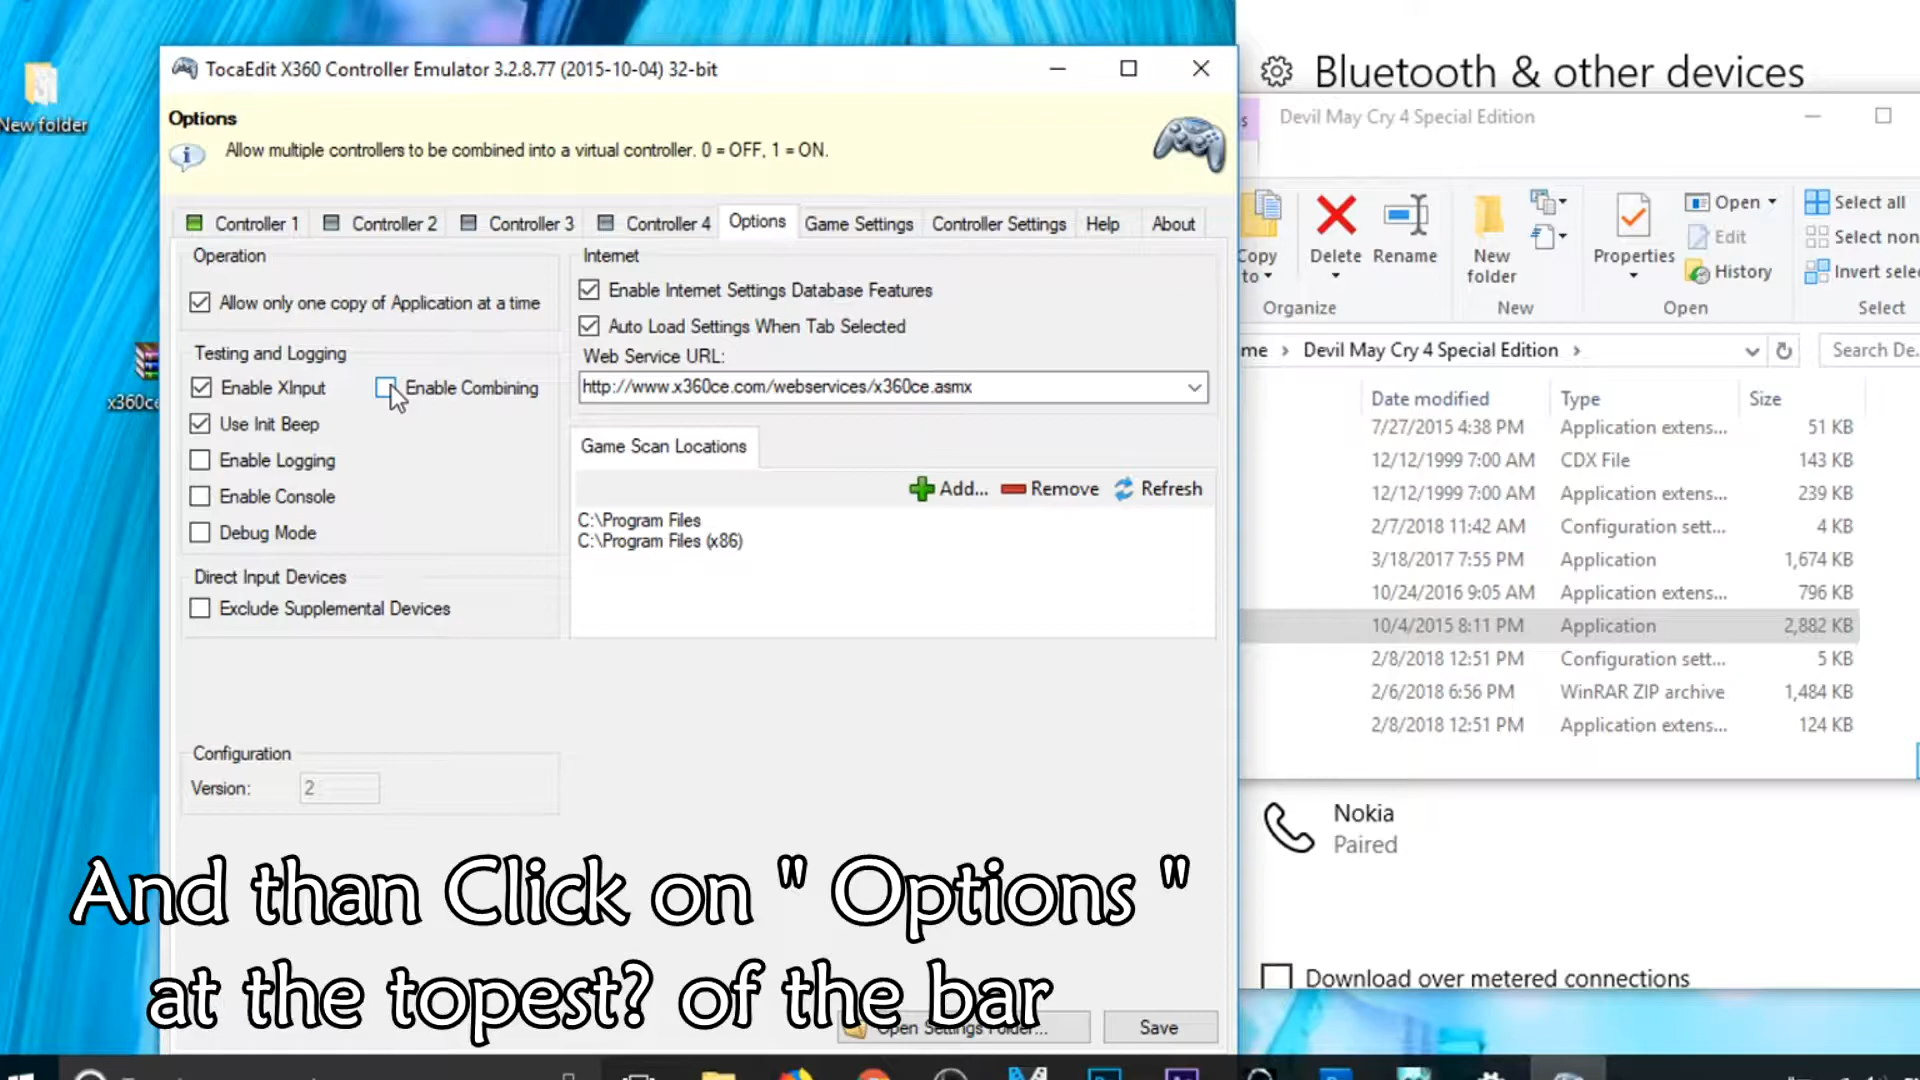 New folder
x360ce
TocaEdit X360 Controller Emulator 3.2.8.77 (2015-10-04) 32-bit
Options
Allow multiple controllers to be combined into a virtual controller. 0 = OFF, 1 = ON.
Controller 1
Controller 2
Controller 3
Controller 4
Options
Game Settings
Controller Settings
Help
About
Operation
Allow only one copy of Application at a time
Testing and Logging
Enable XInput
Enable Combining
Use Init Beep
Enable Logging
Enable Console
Debug Mode
Direct Input Devices
Exclude Supplemental Devices
Configuration
Version:
2
Internet
Enable Internet Settings Database Features
Auto Load Settings When Tab Selected
Web Service URL:
http://www.x360ce.com/webservices/x360ce.asmx
Game Scan Locations
Add...
Remove
Refresh
C:\Program Files
C:\Program Files (x86)
Open Settings Folder...
Save
And than Click on " Options "
at the topest? of the bar
Bluetooth & other devices
s
Devil May Cry 4 Special Edition
Copy
to
Delete
Rename
New
folder
Properties
Open
Edit
History
Select all
Select non
Invert sele
Organize
New
Open
Select
me > Devil May Cry 4 Special Edition >
Search De...
Date modified Type Size
7/27/2015 4:38 PM Application extens... 51 KB
12/12/1999 7:00 AM CDX File 143 KB
12/12/1999 7:00 AM Application extens... 239 KB
2/7/2018 11:42 AM Configuration sett... 4 KB
3/18/2017 7:55 PM Application 1,674 KB
10/24/2016 9:05 AM Application extens... 796 KB
10/4/2015 8:11 PM Application 2,882 KB
2/8/2018 12:51 PM Configuration sett... 5 KB
2/6/2018 6:56 PM WinRAR ZIP archive 1,484 KB
2/8/2018 12:51 PM Application extens... 124 KB
Nokia
Paired
Download over metered connections